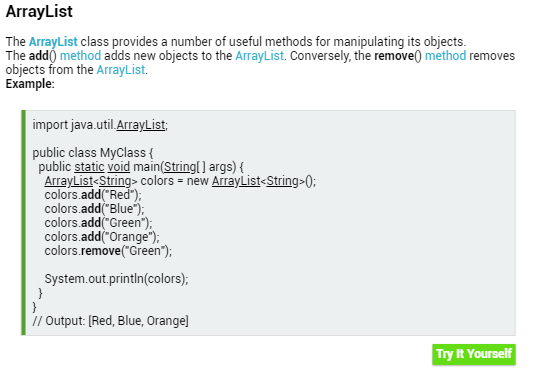 ArrayList
The ArrayList class provides a number of useful methods for manipulating its objects.
The add() method adds new objects to the ArrayList. Conversely, the remove() method removes
objects from the ArrayList.
Example:
import java.util.ArrayList;
public class MyClass {
public static void main(String[ ] args) {
ArrayList<String> colors = new ArrayList<String>();
colors.add("Red");
colors.add("Blue");
colors.add("Green");
colors.add("Orange");
colors.remove("Green");
System.out.println(colors);
}
}
// Output: [Red, Blue, Orange]
Try It Yourself